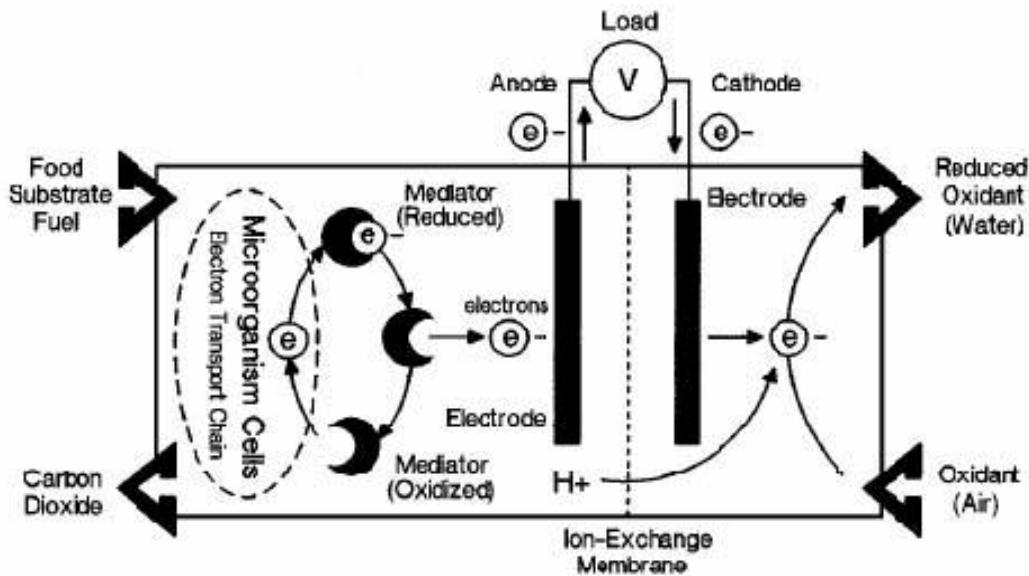 Load
V
Anode
Cathode
e -
e -
Food
Substrate
Fuel
Mediator
(Reduced)
Electrode
Reduced
Oxidant
(Water)
e -
Microorganism Cells
Electron Transport Chain
e
electrons
e -
e -
Electrode
Mediator
(Oxidized)
H+
Carbon
Dioxide
Oxidant
(Air)
Ion-Exchange
Membrane